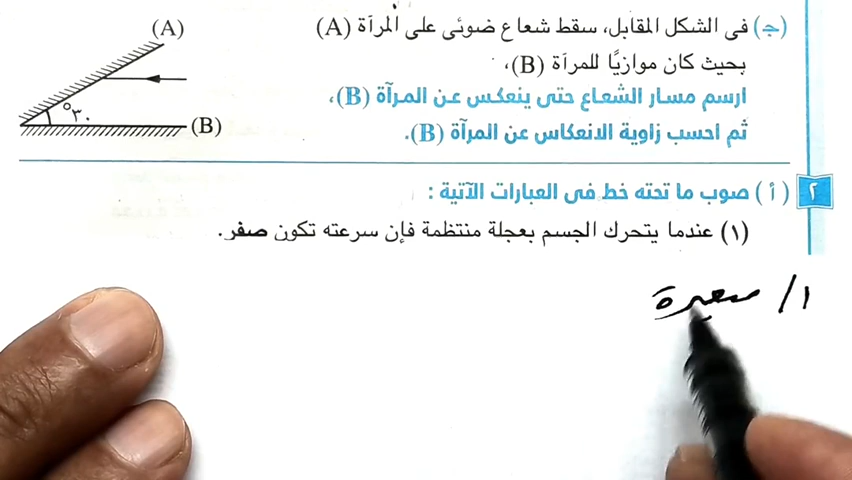 (ج) فى الشكل المقابل، سقط شعاع ضوئى على المرآة (A)
بحيث كان موازيًا للمرآة (B)،
ارسم مسار الشعاع حتى ينعكس عن المرآة (B)،
ثم احسب زاوية الانعكاس عن المرآة (B).
(A)
°٣٠
(B)
٢ (أ) صوب ما تحته خط فى العبارات الآتية :
(١) عندما يتحرك الجسم بعجلة منتظمة فإن سرعته تكون صفر.
١/ متغيرة